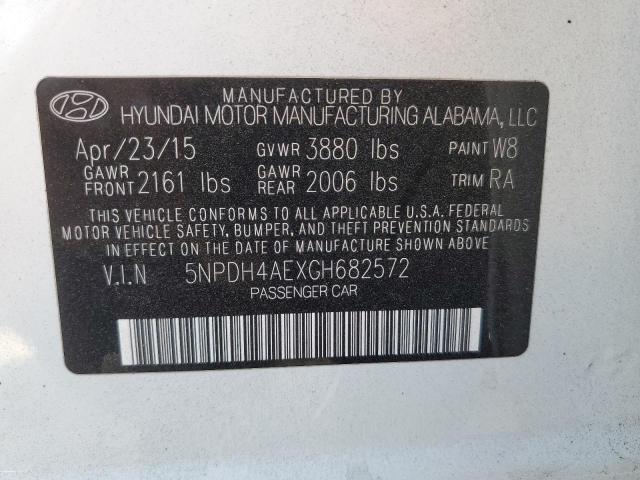 MANUFACTURED BY
HYUNDAI MOTOR MANUFACTURING ALABAMA, LLC
Apr/23/15 GVWR 3880 lbs PAINT W8
GAWR FRONT 2161 lbs GAWR REAR 2006 lbs TRIM RA
THIS VEHICLE CONFORMS TO ALL APPLICABLE U.S.A. FEDERAL
MOTOR VEHICLE SAFETY, BUMPER, AND THEFT PREVENTION STANDARDS
IN EFFECT ON THE DATE OF MANUFACTURE SHOWN ABOVE.
V.I.N 5NPDH4AEXGH682572
PASSENGER CAR